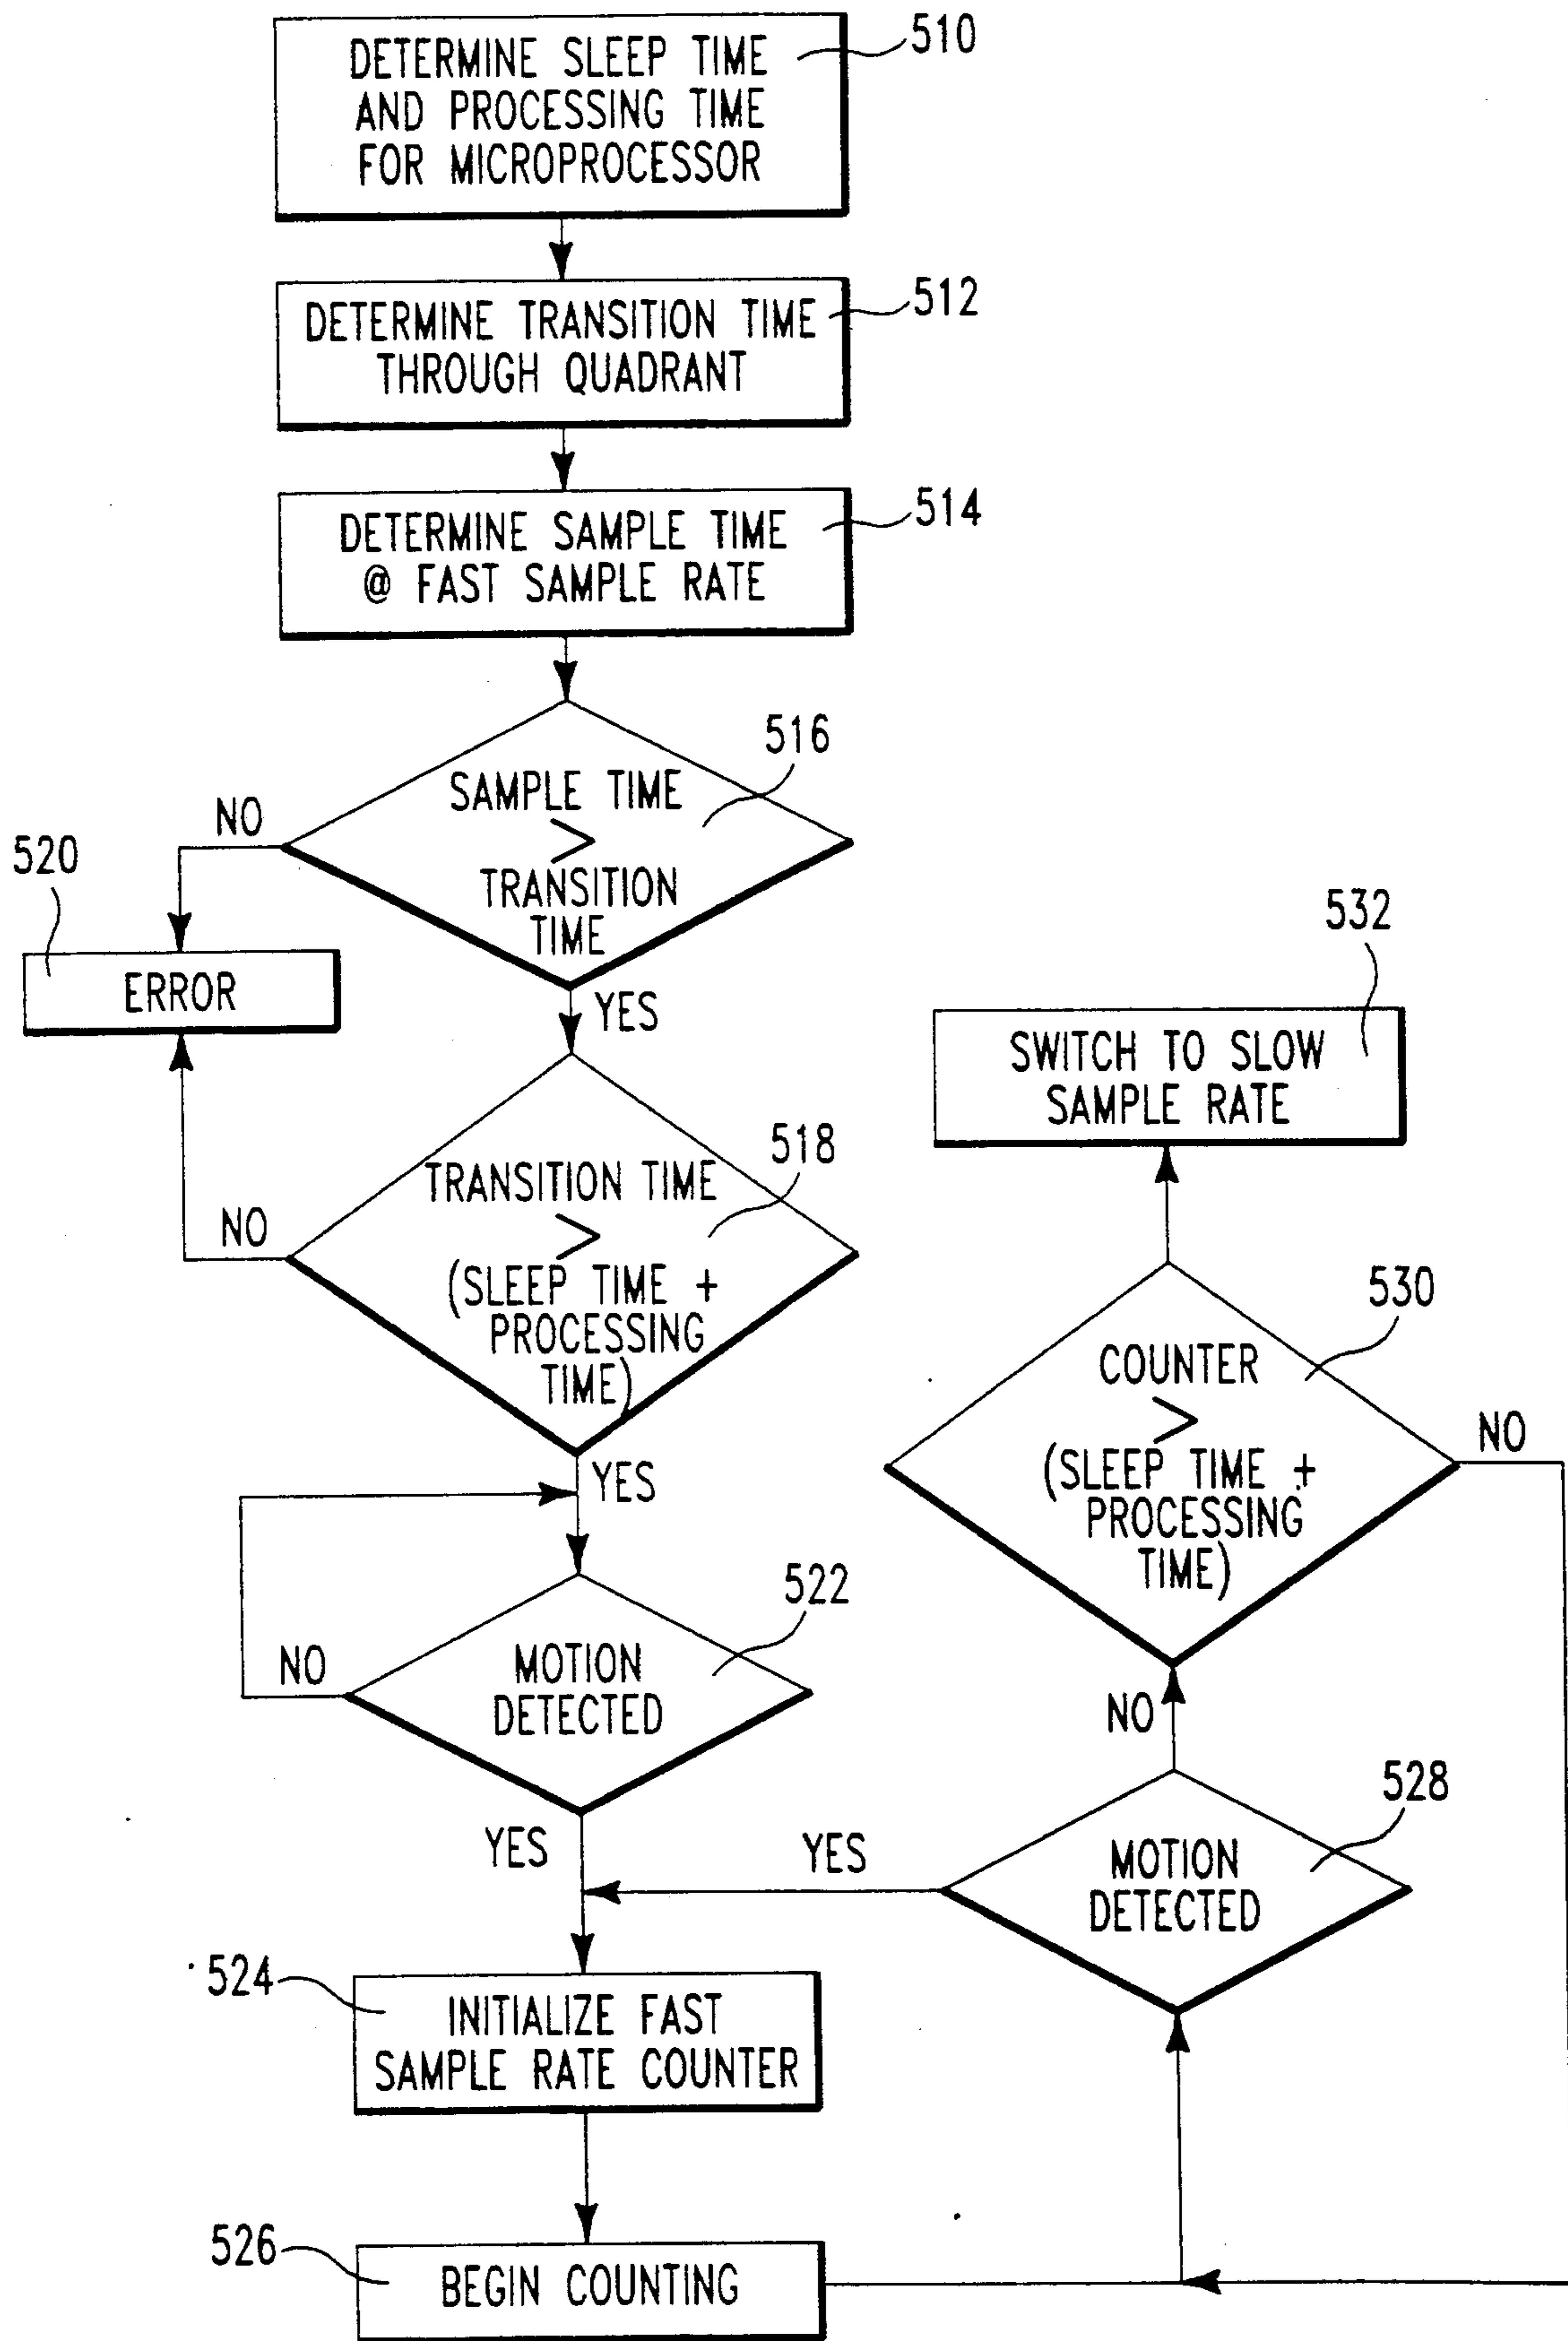 510
DETERMINE SLEEP TIME
AND PROCESSING TIME
FOR MICROPROCESSOR
512
DETERMINE TRANSITION TIME
THROUGH QUADRANT
514
DETERMINE SAMPLE TIME
@ FAST SAMPLE RATE
516
SAMPLE TIME
>
TRANSITION
TIME
NO
520
ERROR
YES
518
TRANSITION TIME
>
(SLEEP TIME +
PROCESSING
TIME)
NO
YES
522
MOTION
DETECTED
NO
YES
524
INITIALIZE FAST
SAMPLE RATE COUNTER
526
BEGIN COUNTING
528
MOTION
DETECTED
YES
NO
530
COUNTER
>
(SLEEP TIME +
PROCESSING
TIME)
NO
532
SWITCH TO SLOW
SAMPLE RATE